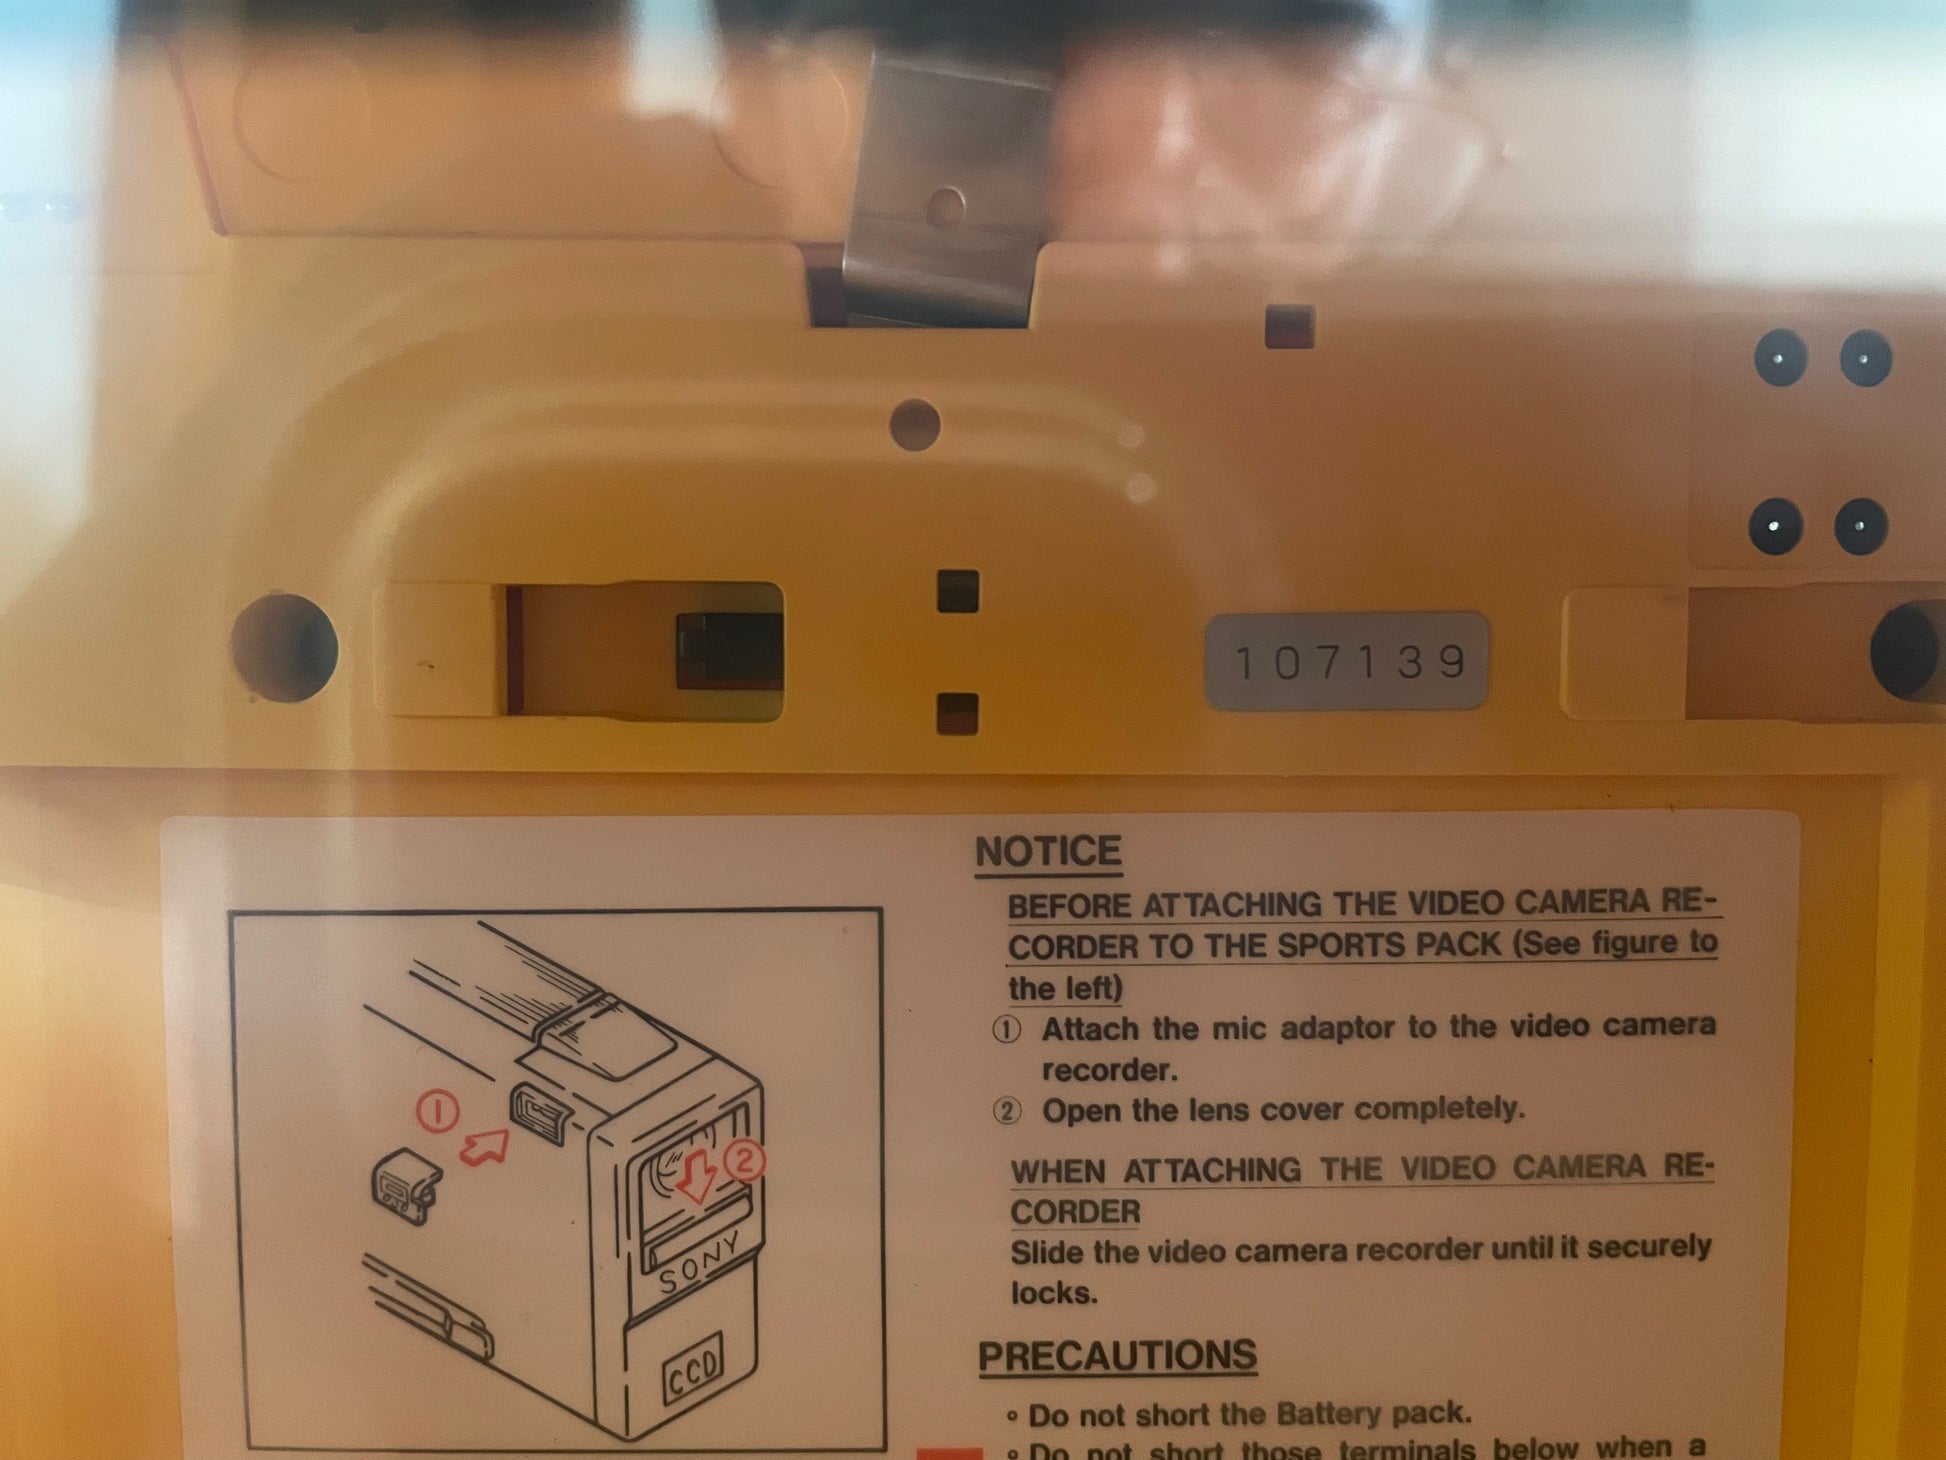 107139
NOTICE
BEFORE ATTACHING THE VIDEO CAMERA RE-
CORDER TO THE SPORTS PACK (See figure to
the left)
① Attach the mic adaptor to the video camera
recorder.
② Open the lens cover completely.
WHEN ATTACHING THE VIDEO CAMERA RE-
CORDER
Slide the video camera recorder until it securely
locks.
PRECAUTIONS
° Do not short the Battery pack.
° Do not short those terminals below when a
①
②
SONY
CCD